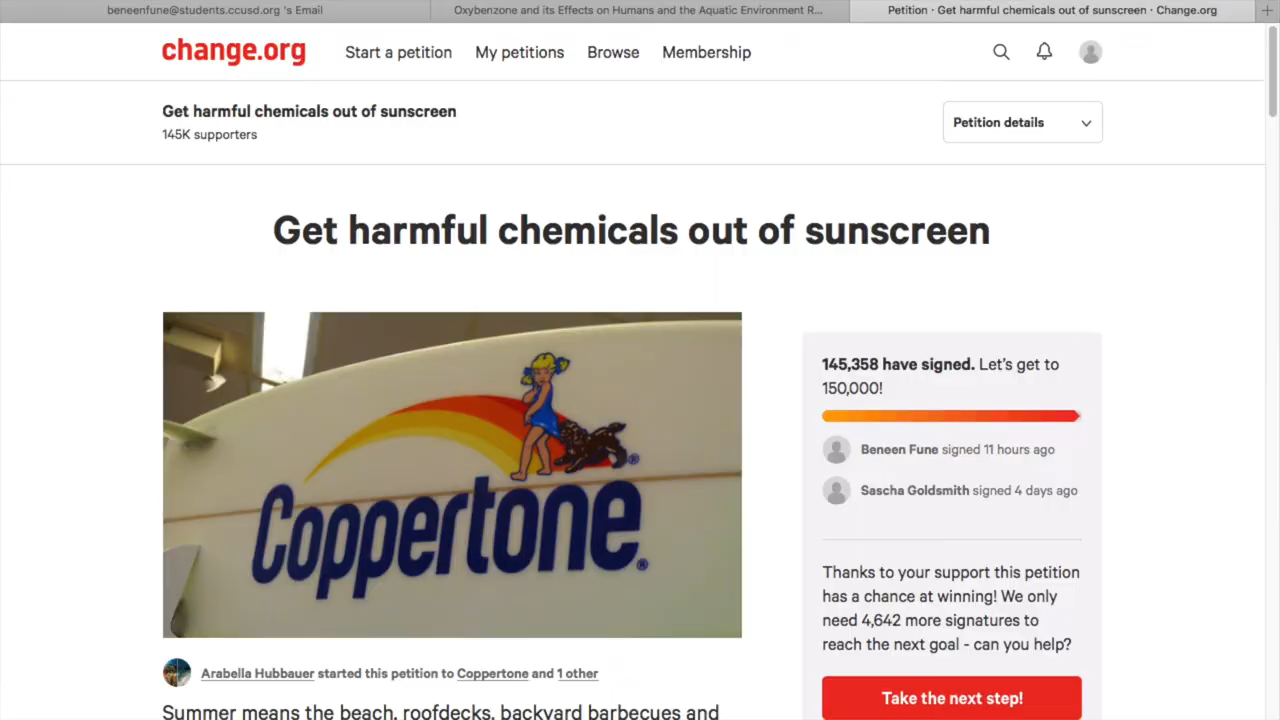 beneenfune@students.ccusd.org 's Email
Oxybenzone and its Effects on Humans and the Aquatic Environment R...
Petition · Get harmful chemicals out of sunscreen · Change.org
change.org
Start a petition
My petitions
Browse
Membership
Get harmful chemicals out of sunscreen
145K supporters
Petition details
Get harmful chemicals out of sunscreen
Coppertone®
145,358 have signed. Let's get to
150,000!
Beneen Fune signed 11 hours ago
Sascha Goldsmith signed 4 days ago
Thanks to your support this petition
has a chance at winning! We only
need 4,642 more signatures to
reach the next goal - can you help?
Take the next step!
Arabella Hubbauer started this petition to Coppertone and 1 other
Summer means the beach, roofdecks, backyard barbecues and